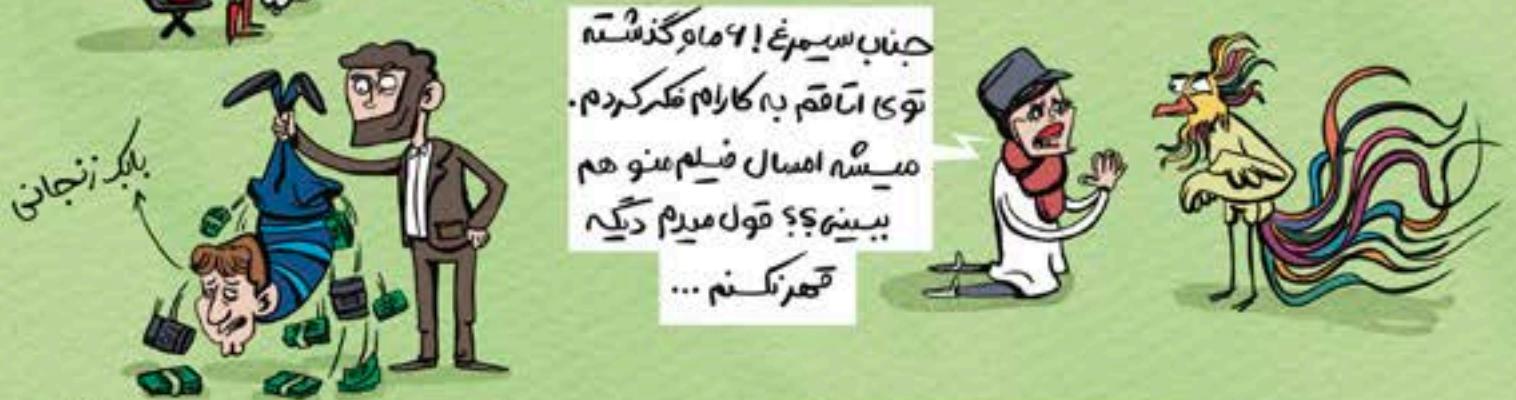 جناب سیمرغ! ۶ ماه گذشته
توی اتاقم به کارام فکر کردم.
میشه امسال فیلم منو هم
ببینی؟؟ قول میدم دیگه
قهر نکنم ...
بابک زنجانی